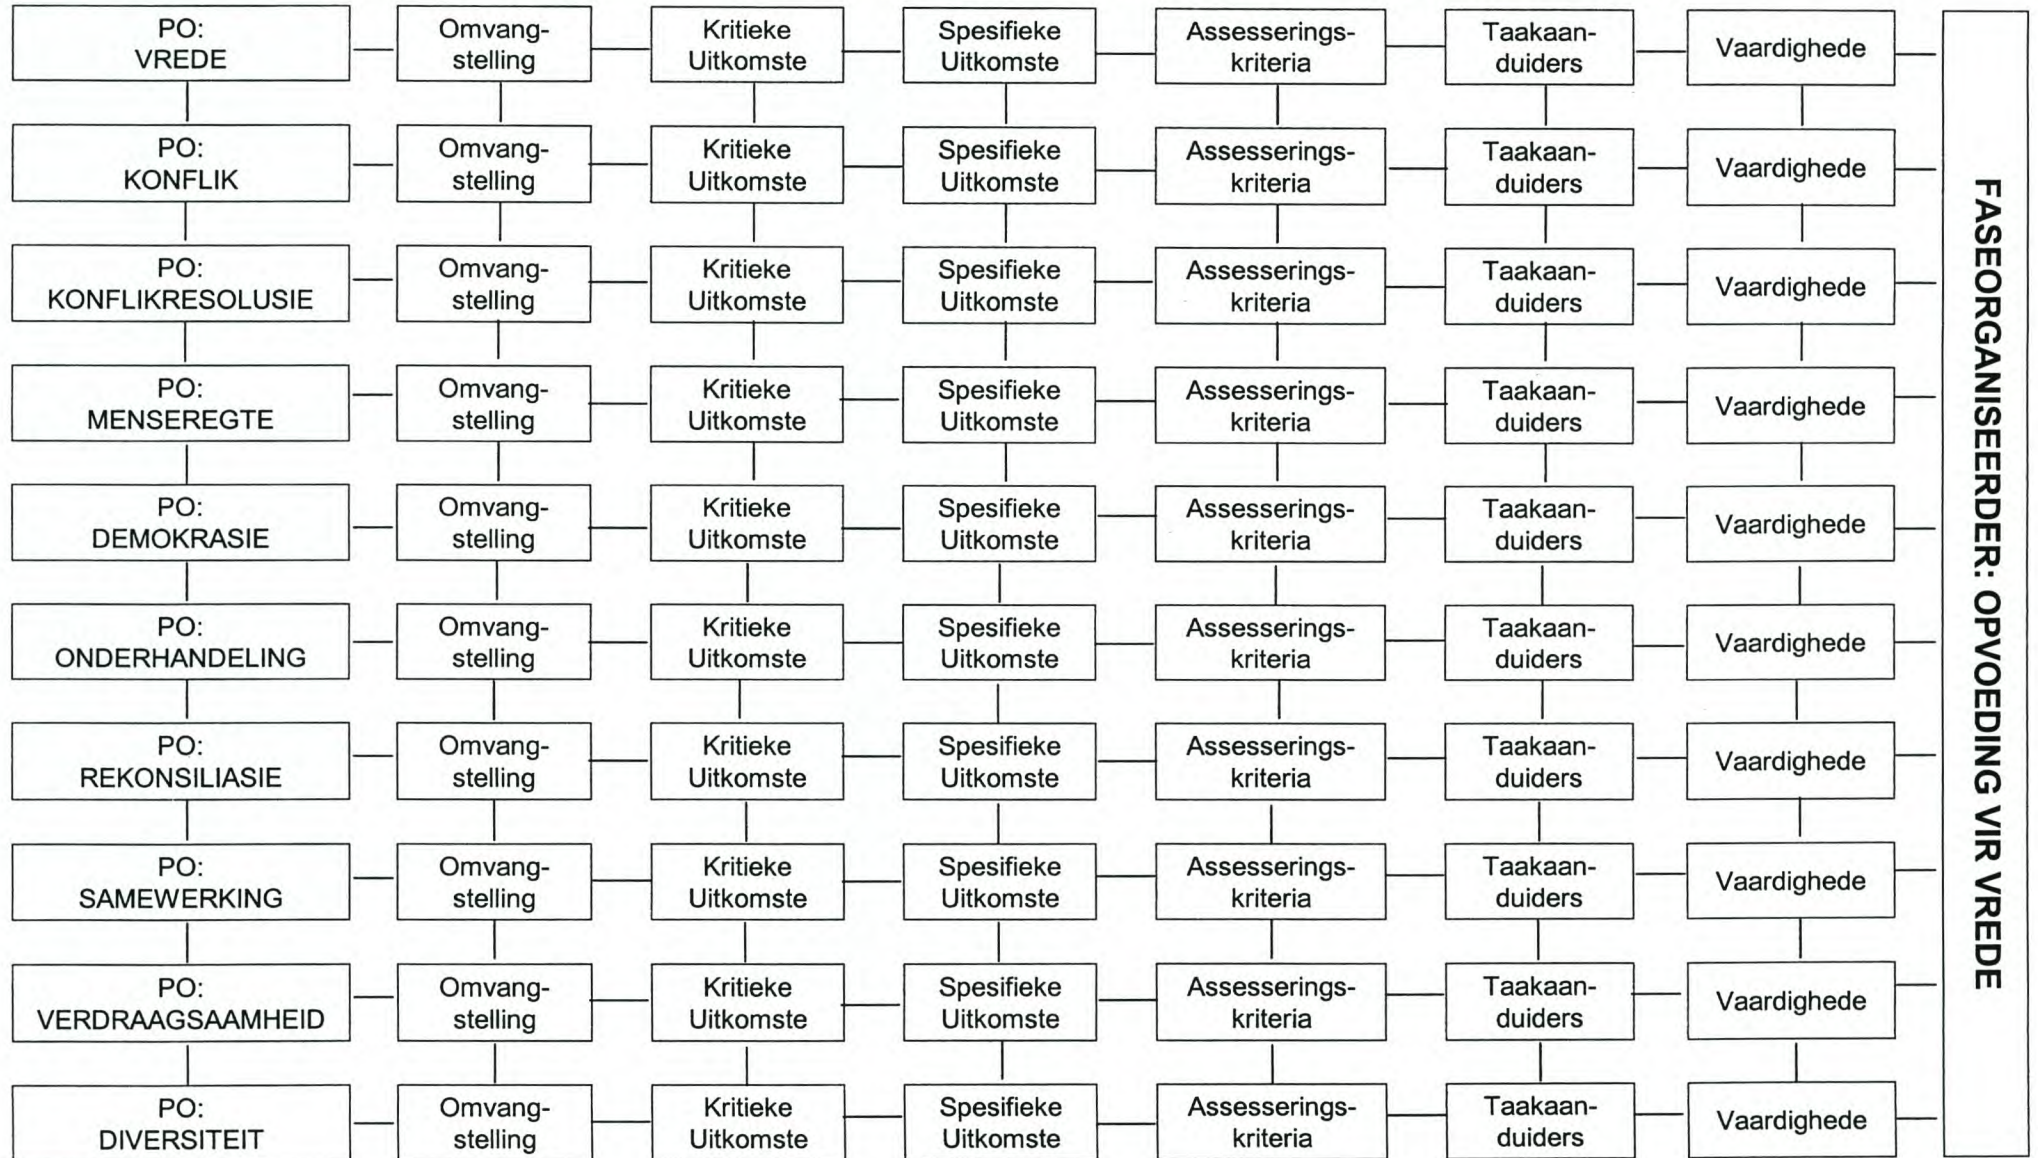 PO:
VREDE
Omvang-
stelling
Kritieke
Uitkomste
Spesifieke
Uitkomste
Assesserings-
kriteria
Taakaan-
duiders
Vaardighede
PO:
KONFLIK
Omvang-
stelling
Kritieke
Uitkomste
Spesifieke
Uitkomste
Assesserings-
kriteria
Taakaan-
duiders
Vaardighede
PO:
KONFLIKRESOLUSIE
Omvang-
stelling
Kritieke
Uitkomste
Spesifieke
Uitkomste
Assesserings-
kriteria
Taakaan-
duiders
Vaardighede
PO:
MENSEREGTE
Omvang-
stelling
Kritieke
Uitkomste
Spesifieke
Uitkomste
Assesserings-
kriteria
Taakaan-
duiders
Vaardighede
PO:
DEMOKRASIE
Omvang-
stelling
Kritieke
Uitkomste
Spesifieke
Uitkomste
Assesserings-
kriteria
Taakaan-
duiders
Vaardighede
PO:
ONDERHANDELING
Omvang-
stelling
Kritieke
Uitkomste
Spesifieke
Uitkomste
Assesserings-
kriteria
Taakaan-
duiders
Vaardighede
PO:
REKONSILIASIE
Omvang-
stelling
Kritieke
Uitkomste
Spesifieke
Uitkomste
Assesserings-
kriteria
Taakaan-
duiders
Vaardighede
PO:
SAMEWERKING
Omvang-
stelling
Kritieke
Uitkomste
Spesifieke
Uitkomste
Assesserings-
kriteria
Taakaan-
duiders
Vaardighede
PO:
VERDRAAGSAAMHEID
Omvang-
stelling
Kritieke
Uitkomste
Spesifieke
Uitkomste
Assesserings-
kriteria
Taakaan-
duiders
Vaardighede
PO:
DIVERSITEIT
Omvang-
stelling
Kritieke
Uitkomste
Spesifieke
Uitkomste
Assesserings-
kriteria
Taakaan-
duiders
Vaardighede
FASEORGANISEERDER: OPVOEDING VIR VREDE